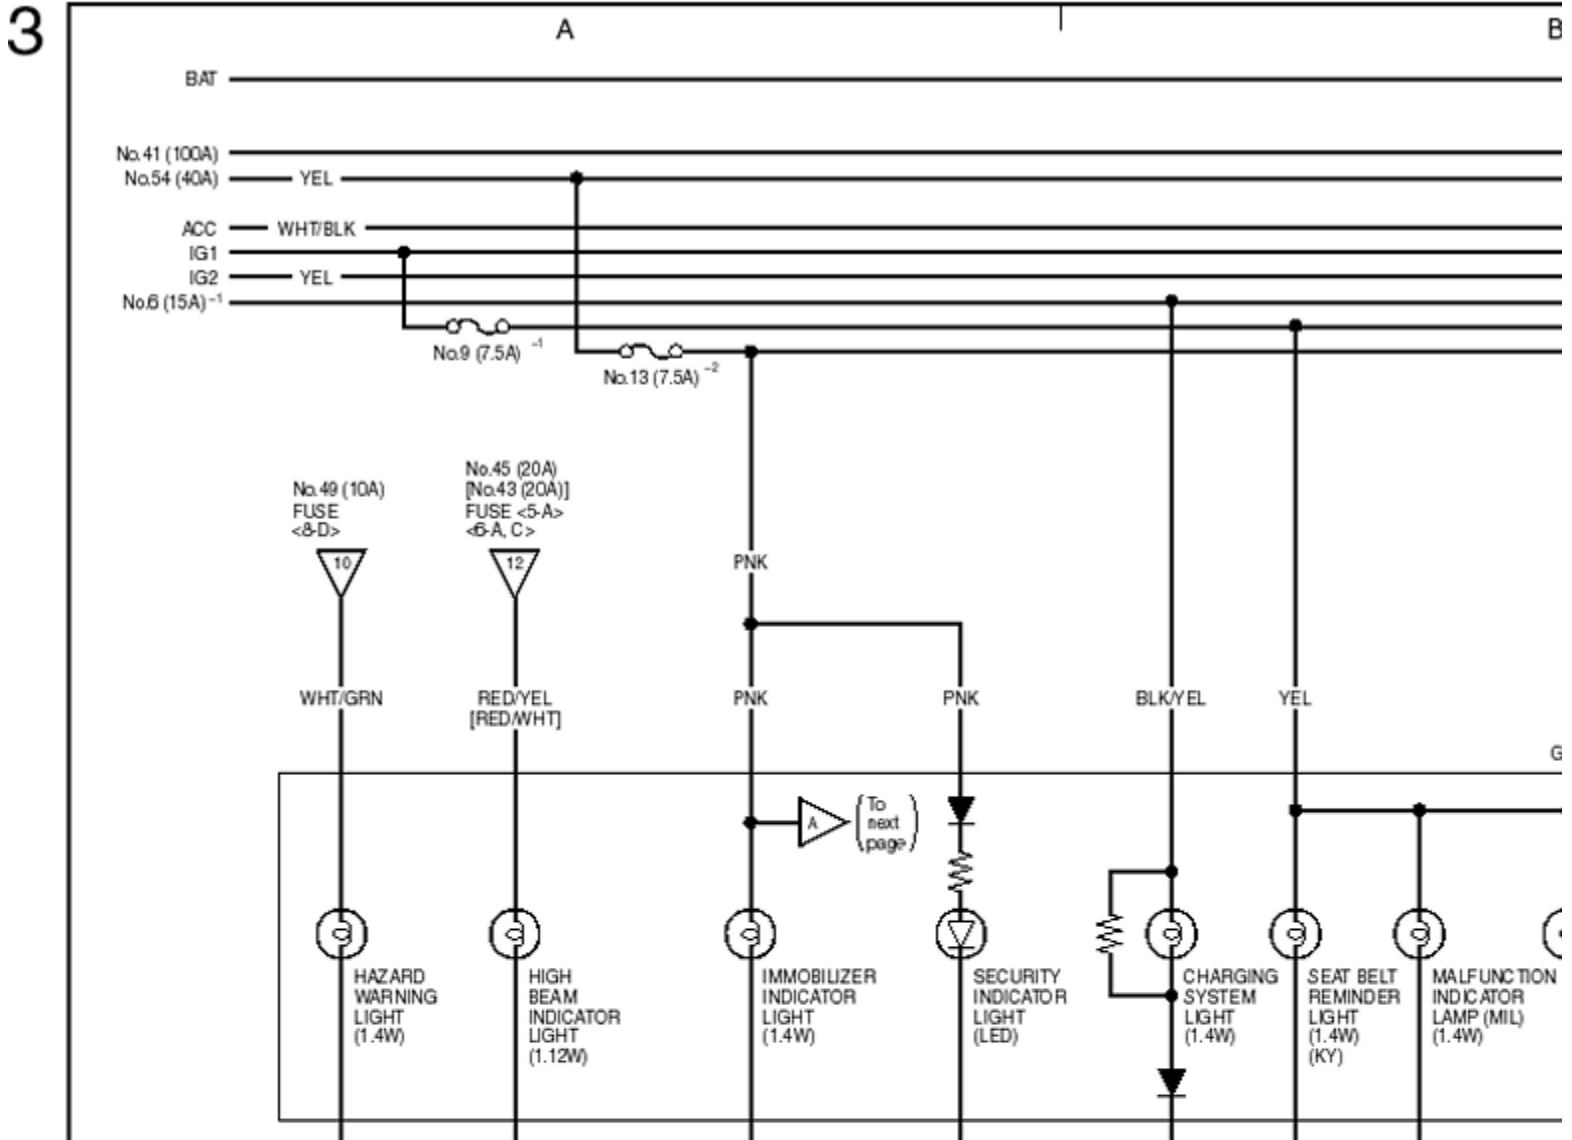 3
A
B
BAT
No.41 (100A)
No.54 (40A)
YEL
ACC
WHT/BLK
IG1
IG2
YEL
No.6 (15A) –1
No.9 (7.5A) –1
No.13 (7.5A) –2
No.49 (10A)
FUSE
<8-D>
10
No.45 (20A)
[No.43 (20A)]
FUSE <5-A>
<6-A, C>
12
PNK
WHT/GRN
RED/YEL
[RED/WHT]
PNK
PNK
BLK/YEL
YEL
G
A
(To
next
page)
HAZARD
WARNING
LIGHT
(1.4W)
HIGH
BEAM
INDICATOR
LIGHT
(1.12W)
IMMOBILIZER
INDICATOR
LIGHT
(1.4W)
SECURITY
INDICATOR
LIGHT
(LED)
CHARGING
SYSTEM
LIGHT
(1.4W)
SEAT BELT
REMINDER
LIGHT
(1.4W)
(KY)
MALFUNCTION
INDICATOR
LAMP (MIL)
(1.4W)